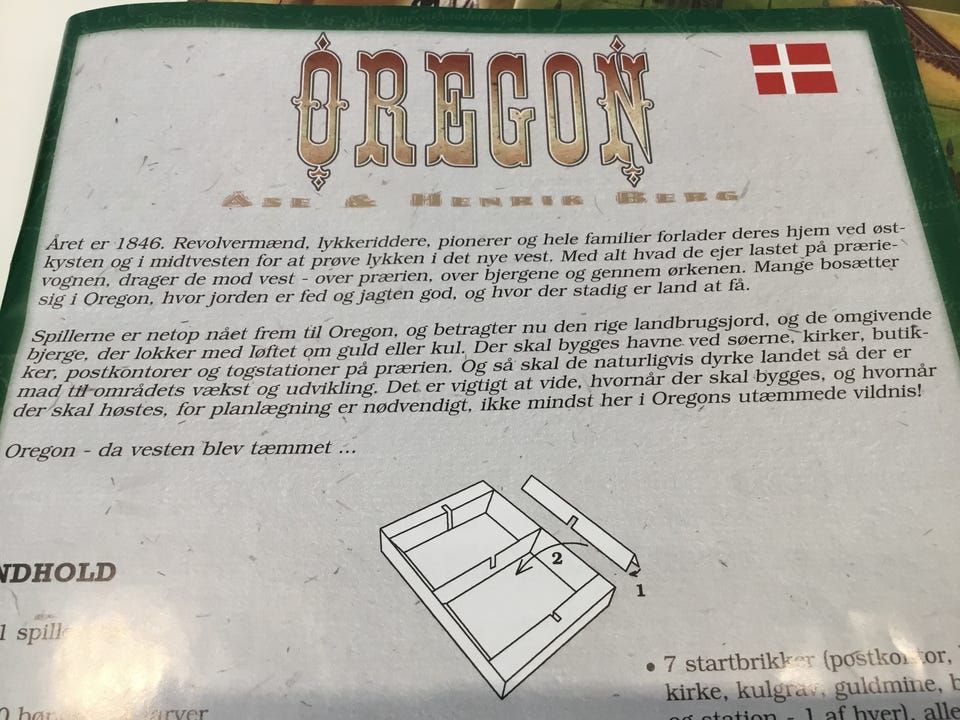 OREGON
ÅSE & HENRIK BERG
Året er 1846. Revolvermænd, lykkeriddere, pionerer og hele familier forlader deres hjem ved øst-
kysten og i midtvesten for at prøve lykken i det nye vest. Med alt hvad de ejer lastet på prærie-
vognen, drager de mod vest - over prærien, over bjergene og gennem ørkenen. Mange bosætter
sig i Oregon, hvor jorden er fed og jagten god, og hvor der stadig er land at få.
Spillerne er netop nået frem til Oregon, og betragter nu den rige landbrugsjord, og de omgivende
bjerge, der lokker med løftet om guld eller kul. Der skal bygges havne ved søerne, kirker, butik-
ker, postkontorer og togstationer på prærien. Og så skal de naturligvis dyrke landet så der er
mad til områdets vækst og udvikling. Det er vigtigt at vide, hvornår der skal bygges, og hvornår
der skal høstes, for planlægning er nødvendigt, ikke mindst her i Oregons utæmmede vildnis!
Oregon - da vesten blev tæmmet ...
2
1
NDHOLD
1
• 7 startbrikker (postkontor,
kirke, kulgrav, guldmine,
og station - 1 af hver), alle